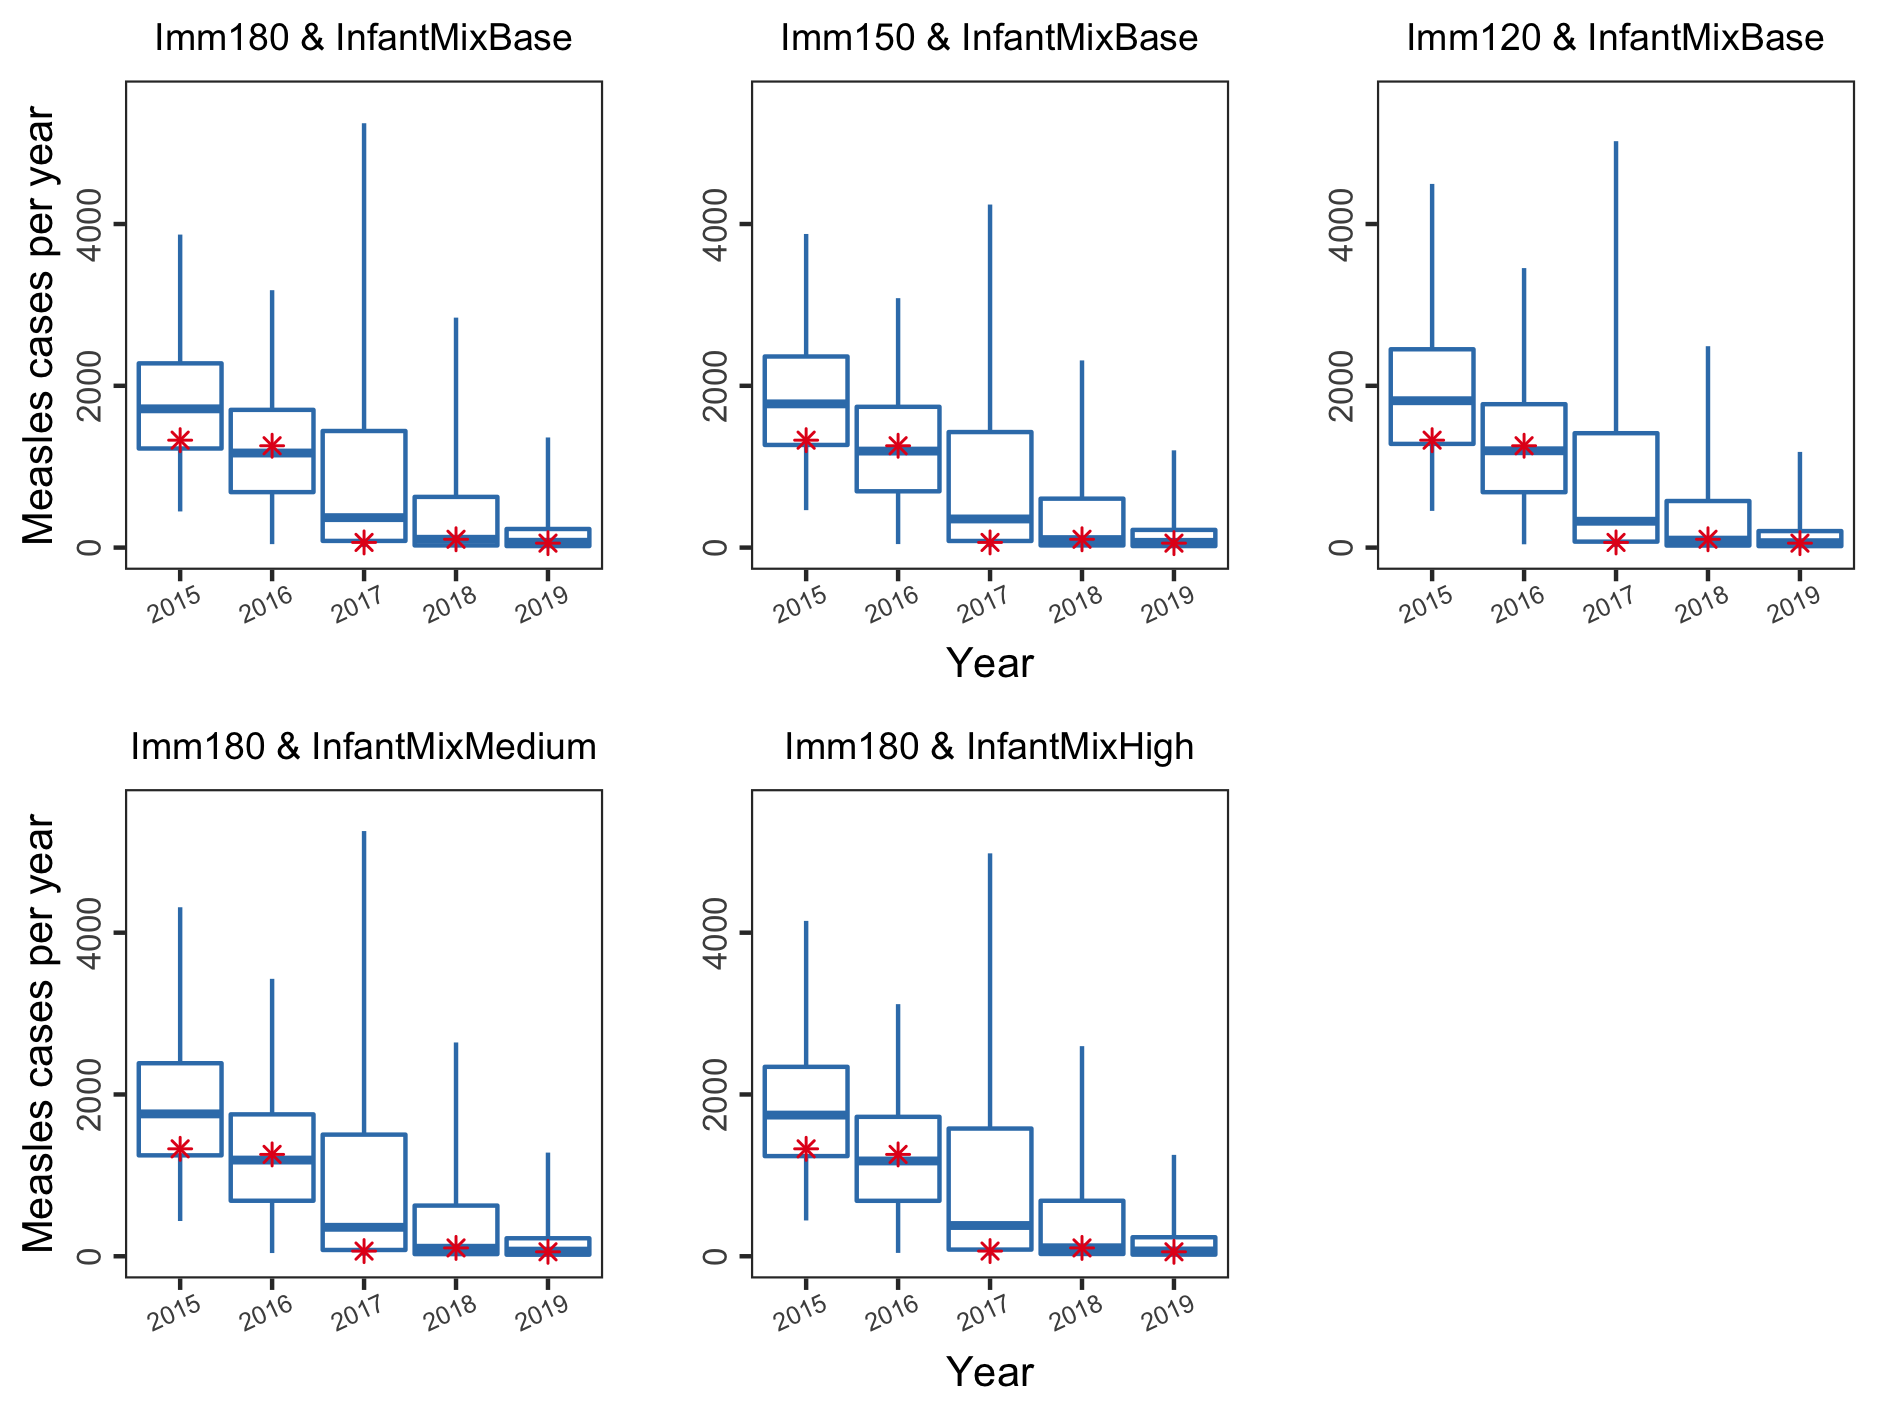 Imm180 & InfantMixBase
Imm150 & InfantMixBase
Imm120 & InfantMixBase
Measles cases per year
4000
2000
0
4000
2000
0
4000
2000
0
2015 2016 2017 2018 2019
2015 2016 2017 2018 2019
2015 2016 2017 2018 2019
Year
Imm180 & InfantMixMedium
Imm180 & InfantMixHigh
Measles cases per year
4000
2000
0
4000
2000
0
2015 2016 2017 2018 2019
2015 2016 2017 2018 2019
Year